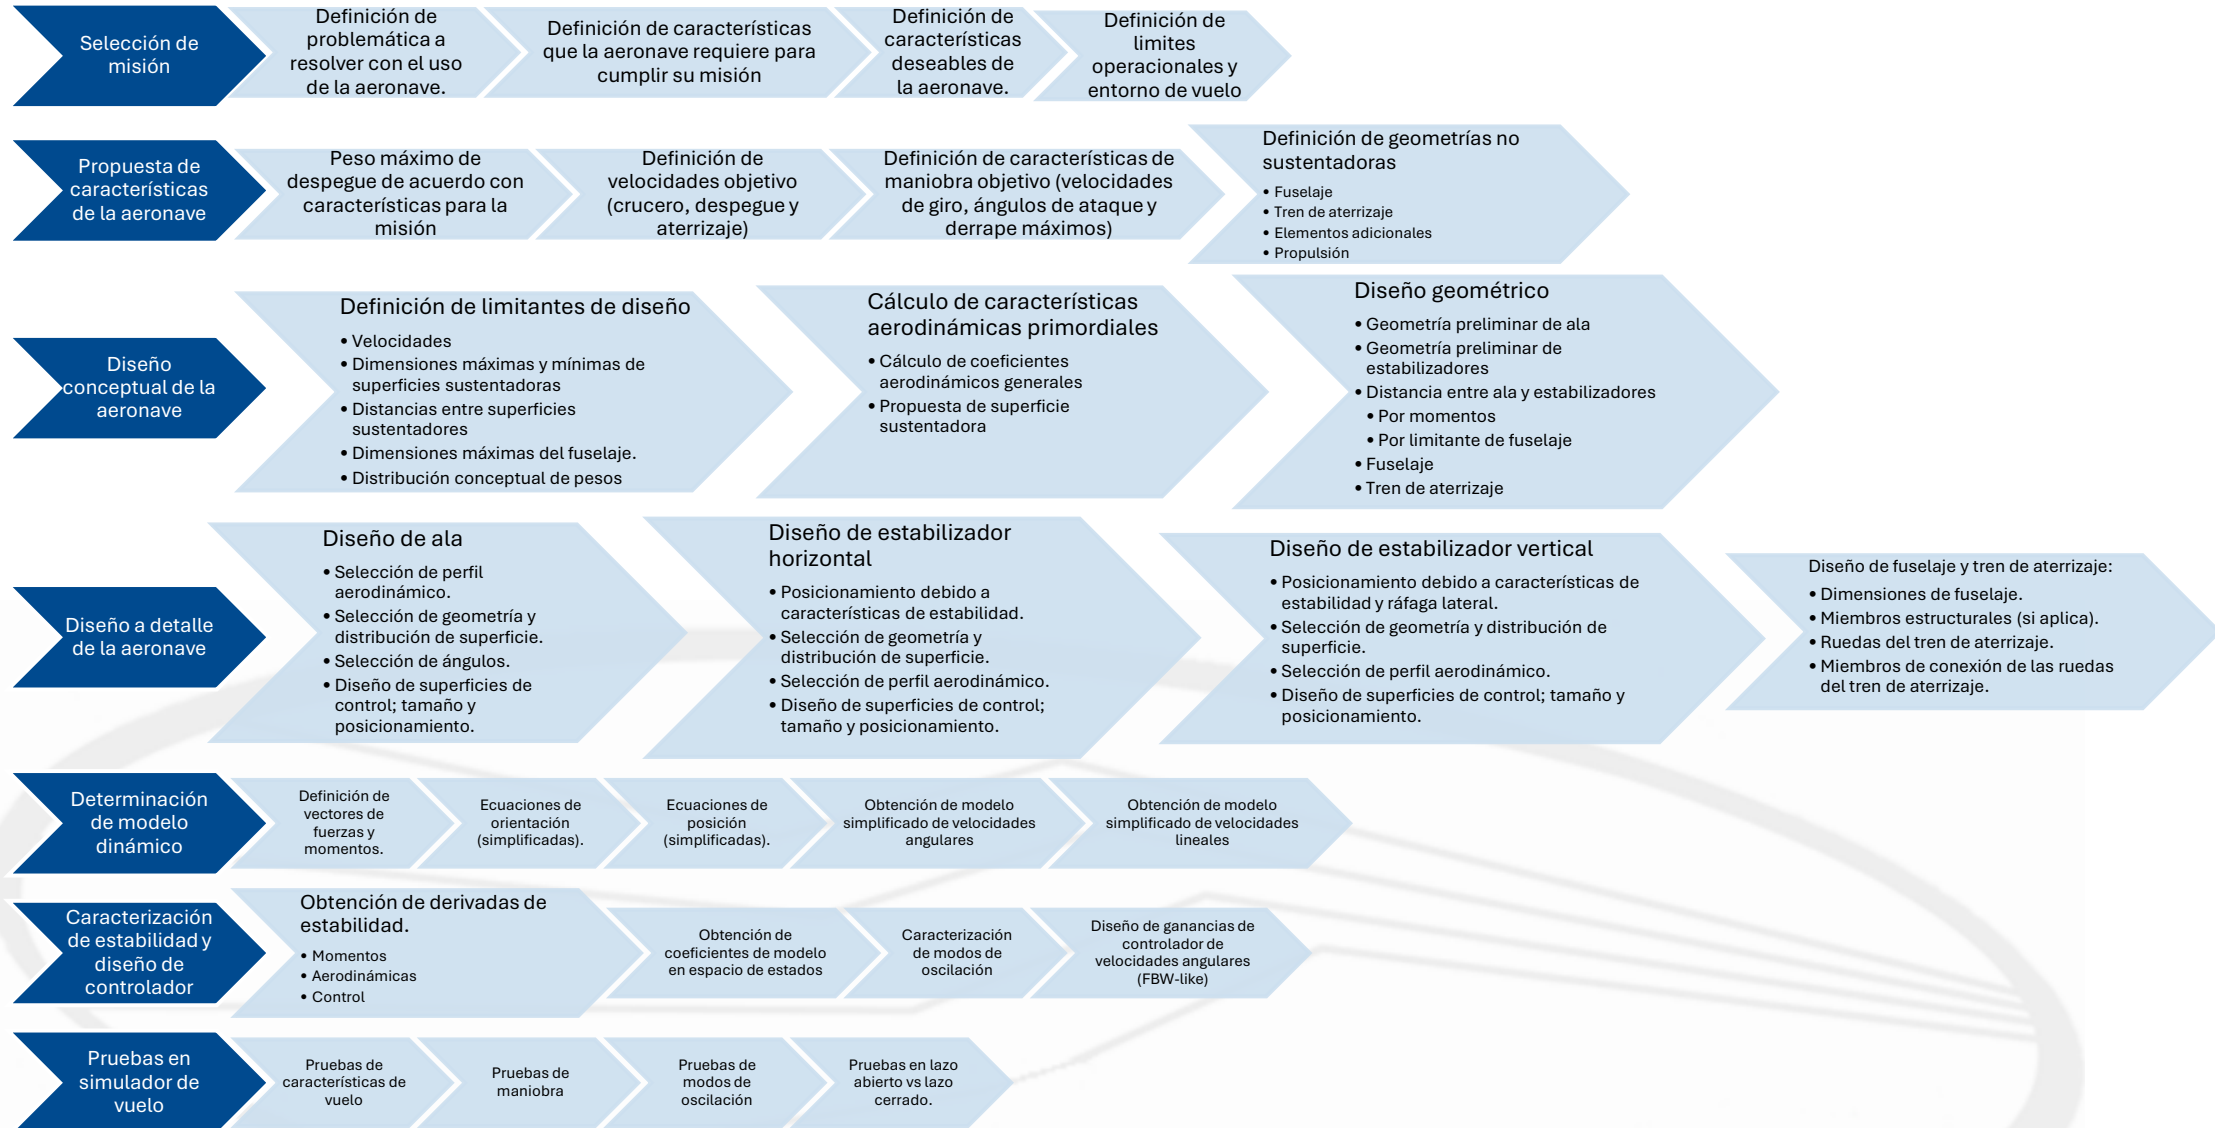 Selección de
misión
Definición de
problemática a
resolver con el uso
de la aeronave.
Definición de características
que la aeronave requiere para
cumplir su misión
Definición de
características
deseables de
la aeronave.
Definición de
limites
operacionales y
entorno de vuelo
Propuesta de
características
de la aeronave
Peso máximo de
despegue de acuerdo con
características para la
misión
Definición de
velocidades objetivo
(crucero, despegue y
aterrizaje)
Definición de características de
maniobra objetivo (velocidades
de giro, ángulos de ataque y
derrape máximos)
Definición de geometrías no
sustentadoras
• Fuselaje
• Tren de aterrizaje
• Elementos adicionales
• Propulsión
Diseño
conceptual de la
aeronave
Definición de limitantes de diseño
• Velocidades
• Dimensiones máximas y mínimas de
superficies sustentadoras
• Distancias entre superficies
sustentadores
• Dimensiones máximas del fuselaje.
• Distribución conceptual de pesos
Cálculo de características
aerodinámicas primordiales
• Cálculo de coeficientes
aerodinámicos generales
• Propuesta de superficie
sustentadora
Diseño geométrico
• Geometría preliminar de ala
• Geometría preliminar de
estabilizadores
• Distancia entre ala y estabilizadores
• Por momentos
• Por limitante de fuselaje
• Fuselaje
• Tren de aterrizaje
Diseño a detalle
de la aeronave
Diseño de ala
• Selección de perfil
aerodinámico.
• Selección de geometría y
distribución de superficie.
• Selección de ángulos.
• Diseño de superficies de
control; tamaño y
posicionamiento.
Diseño de estabilizador
horizontal
• Posicionamiento debido a
características de estabilidad.
• Selección de geometría y
distribución de superficie.
• Selección de perfil aerodinámico.
• Diseño de superficies de control;
tamaño y posicionamiento.
Diseño de estabilizador vertical
• Posicionamiento debido a características de
estabilidad y ráfaga lateral.
• Selección de geometría y distribución de
superficie.
• Selección de perfil aerodinámico.
• Diseño de superficies de control; tamaño y
posicionamiento.
Diseño de fuselaje y tren de aterrizaje:
• Dimensiones de fuselaje.
• Miembros estructurales (si aplica).
• Ruedas del tren de aterrizaje.
• Miembros de conexión de las ruedas
del tren de aterrizaje.
Determinación
de modelo
dinámico
Definición de
vectores de
fuerzas y
momentos.
Ecuaciones de
orientación
(simplificadas).
Ecuaciones de
posición
(simplificadas).
Obtención de modelo
simplificado de velocidades
angulares
Obtención de modelo
simplificado de velocidades
lineales
Caracterización
de estabilidad y
diseño de
controlador
Obtención de derivadas de
estabilidad.
• Momentos
• Aerodinámicas
• Control
Obtención de
coeficientes de modelo
en espacio de estados
Caracterización
de modos de
oscilación
Diseño de ganancias de
controlador de
velocidades angulares
(FBW-like)
Pruebas en
simulador de
vuelo
Pruebas de
características de
vuelo
Pruebas de
maniobra
Pruebas de
modos de
oscilación
Pruebas en lazo
abierto vs lazo
cerrado.